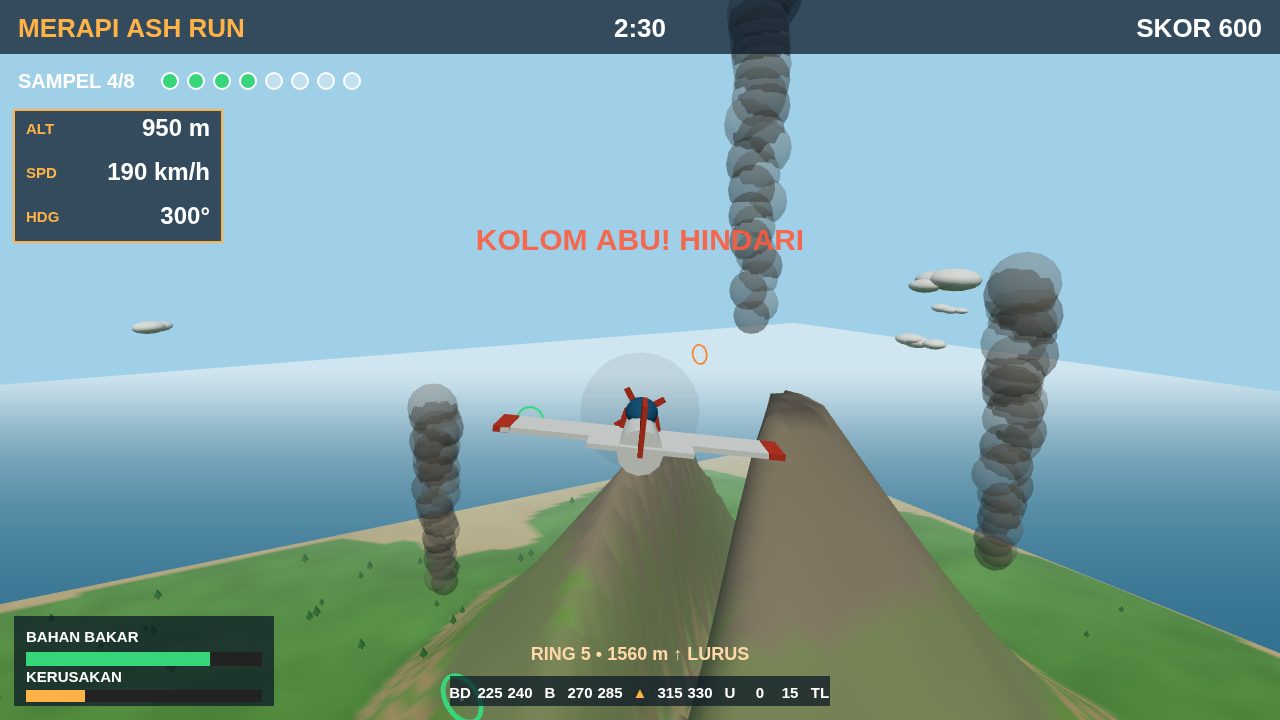 MERAPI ASH RUN
2:30
SKOR 600
SAMPEL 4/8
ALT 950 m
SPD 190 km/h
HDG 300°
KOLOM ABU! HINDARI
BAHAN BAKAR
KERUSAKAN
RING 5 • 1560 m ↑ LURUS
BD 225 240 B 270 285 ▲ 315 330 U 0 15 TL